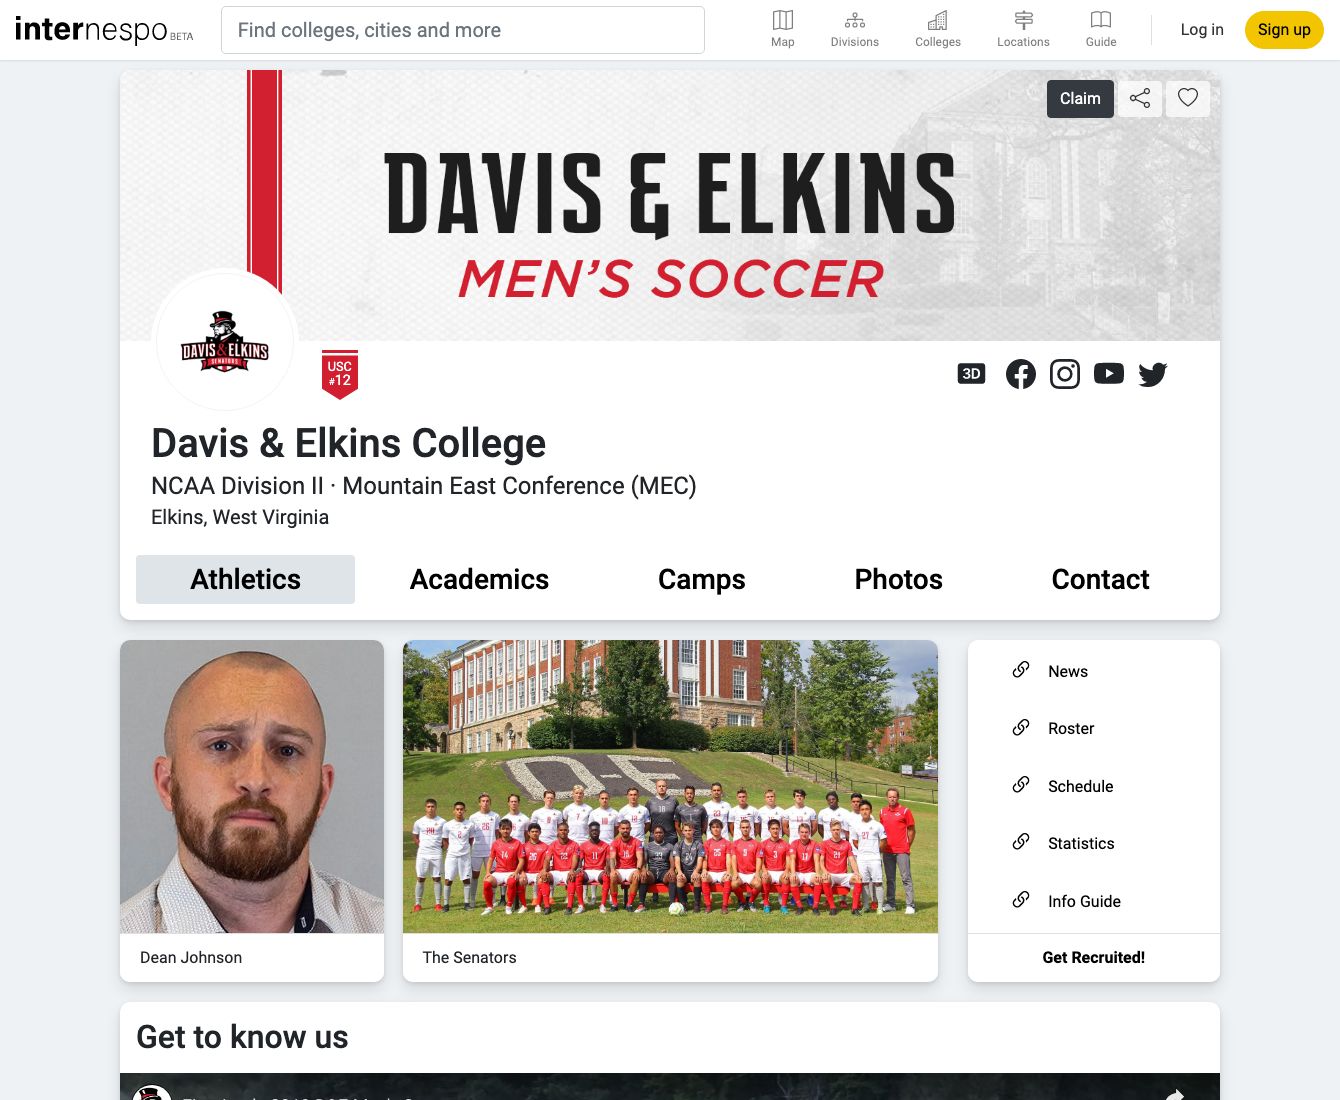 internespo BETA
Find colleges, cities and more
Map
Divisions
Colleges
Locations
Guide
Log in
Sign up
Claim
DAVIS & ELKINS
MEN'S SOCCER
DAVIS & ELKINS
SENATORS
USC
#12
3D
Davis & Elkins College
NCAA Division II · Mountain East Conference (MEC)
Elkins, West Virginia
Athletics
Academics
Camps
Photos
Contact
D-E
Dean Johnson
The Senators
News
Roster
Schedule
Statistics
Info Guide
Get Recruited!
Get to know us